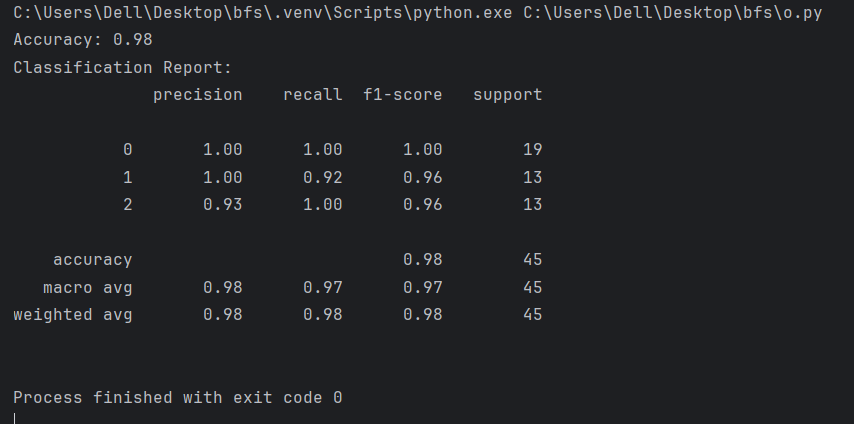 C:\Users\Dell\Desktop\bfs\.venv\Scripts\python.exe C:\Users\Dell\Desktop\bfs\o.py
Accuracy: 0.98
Classification Report:
              precision    recall  f1-score   support

           0       1.00      1.00      1.00        19
           1       1.00      0.92      0.96        13
           2       0.93      1.00      0.96        13

    accuracy                           0.98        45
   macro avg       0.98      0.97      0.97        45
weighted avg       0.98      0.98      0.98        45

Process finished with exit code 0